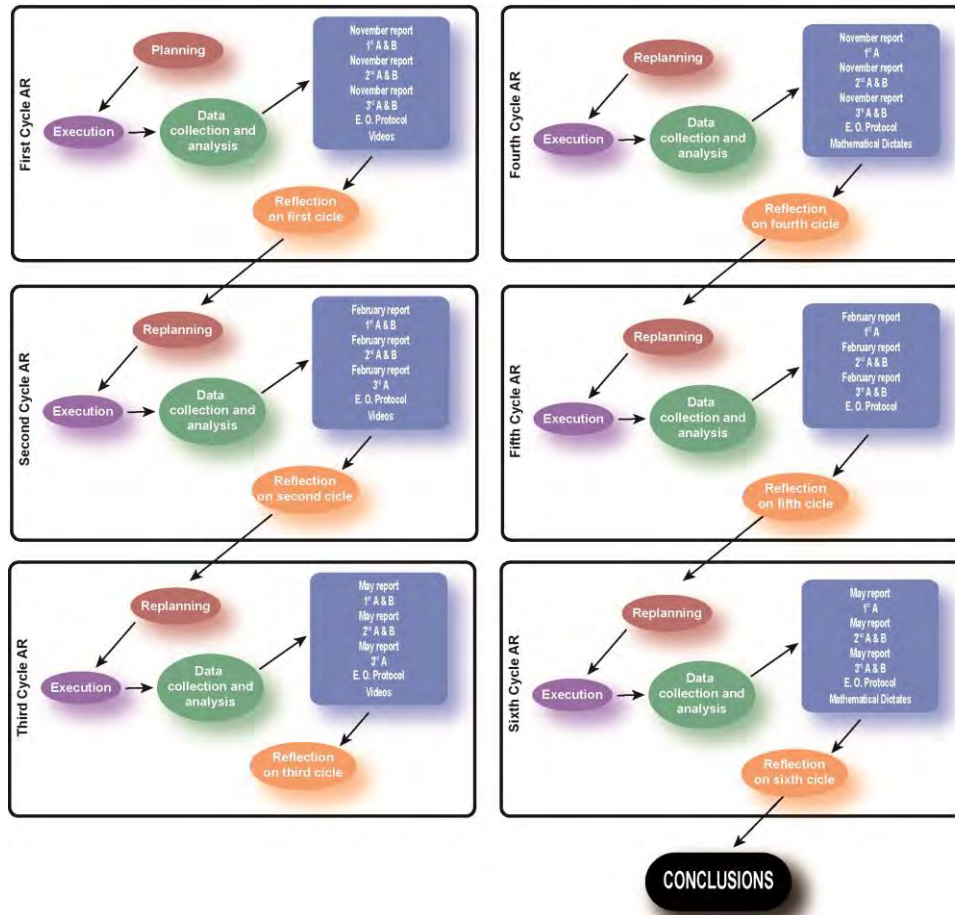 First Cycle AR
Planning
Execution
Data
collection and
analysis
November report
1st A & B
November report
2nd A & B
November report
3rd A & B
E. O. Protocol
Videos
Reflection
on first cicle
Second Cycle AR
Replanning
Execution
Data
collection and
analysis
February report
1st A & B
February report
2nd A & B
February report
3rd A
E. O. Protocol
Videos
Reflection
on second cicle
Third Cycle AR
Replanning
Execution
Data
collection and
analysis
May report
1st A & B
May report
2nd A & B
May report
3rd A
E. O. Protocol
Videos
Reflection
on third cicle
Fourth Cycle AR
Replanning
Execution
Data
collection and
analysis
November report
1st A
November report
2nd A & B
November report
3rd A & B
E. O. Protocol
Mathematical Dictates
Reflection
on fourth cicle
Fifth Cycle AR
Replanning
Execution
Data
collection and
analysis
February report
1st A
February report
2nd A & B
February report
3rd A & B
E. O. Protocol
Reflection
on fifth cicle
Sixth Cycle AR
Replanning
Execution
Data
collection and
analysis
May report
1st A
May report
2nd A & B
May report
3rd A & B
E. O. Protocol
Mathematical Dictates
Reflection
on sixth cicle
CONCLUSIONS